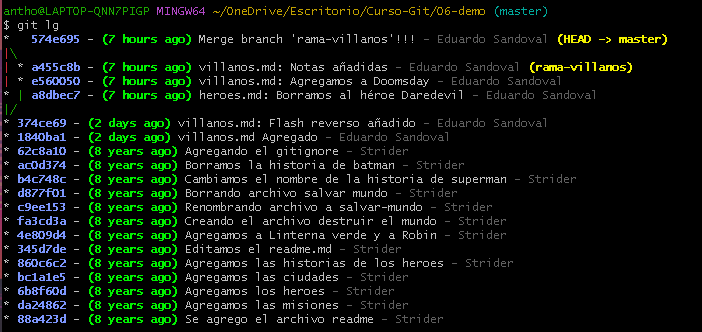 antho@LAPTOP-QNN7PIGP MINGW64 ~/OneDrive/Escritorio/Curso-Git/06-demo (master)
$ git lg
*   574e695 - (7 hours ago) Merge branch 'rama-villanos'!!! - Eduardo Sandoval (HEAD -> master)
|\
| * a455c8b - (7 hours ago) villanos.md: Notas añadidas - Eduardo Sandoval (rama-villanos)
| * e560050 - (7 hours ago) villanos.md: Agregamos a Doomsday - Eduardo Sandoval
* | a8dbec7 - (7 hours ago) heroes.md: Borramos al héroe Daredevil - Eduardo Sandoval
|/
* 374ce69 - (2 days ago) villanos.md: Flash reverso añadido - Eduardo Sandoval
* 1840ba1 - (2 days ago) villanos.md Agregado - Eduardo Sandoval
* 62c8a10 - (8 years ago) Agregando el gitignore - Strider
* ac0d374 - (8 years ago) Borramos la historia de batman - Strider
* b4c748c - (8 years ago) Cambiamos el nombre de la historia de superman - Strider
* d877f01 - (8 years ago) Borrando archivo salvar mundo - Strider
* c9ee153 - (8 years ago) Renombrando archivo a salvar-mundo - Strider
* fa3cd3a - (8 years ago) Creando el archivo destruir el mundo - Strider
* 4e809d4 - (8 years ago) Agregamos a Linterna verde y a Robin - Strider
* 345d7de - (8 years ago) Editamos el readme.md - Strider
* 860c6c2 - (8 years ago) Agregamos las historias de los heroes - Strider
* bc1a1e5 - (8 years ago) Agregamos las ciudades - Strider
* 6b8f60d - (8 years ago) Agregamos los heroes - Strider
* da24862 - (8 years ago) Agregamos las misiones - Strider
* 88a423d - (8 years ago) Se agrego el archivo readme - Strider